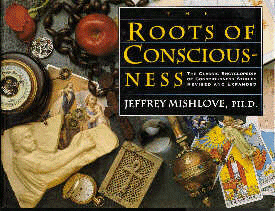 THE
ROOTS OF
CONSCIOUS-
NESS
THE CLASSIC ENCYCLOPEDIA
OF CONSCIOUSNESS STUDIES
REVISED AND EXPANDED
JEFFREY MISHLOVE, PH.D.